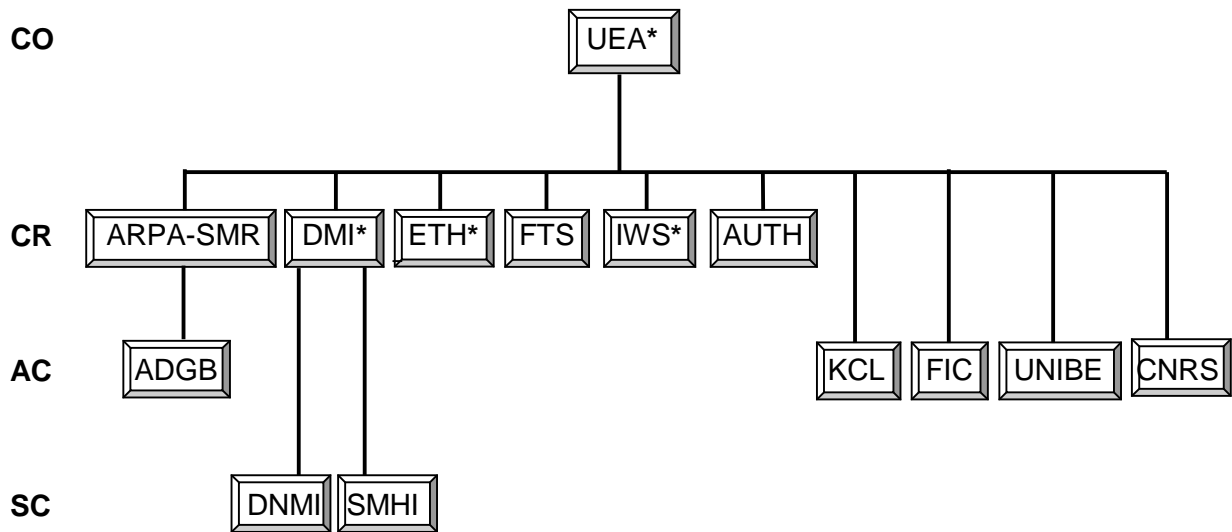 CO UEA*
CR ARPA-SMR DMI* ETH* FTS IWS* AUTH
AC ADGB KCL FIC UNIBE CNRS
SC DNMI SMHI